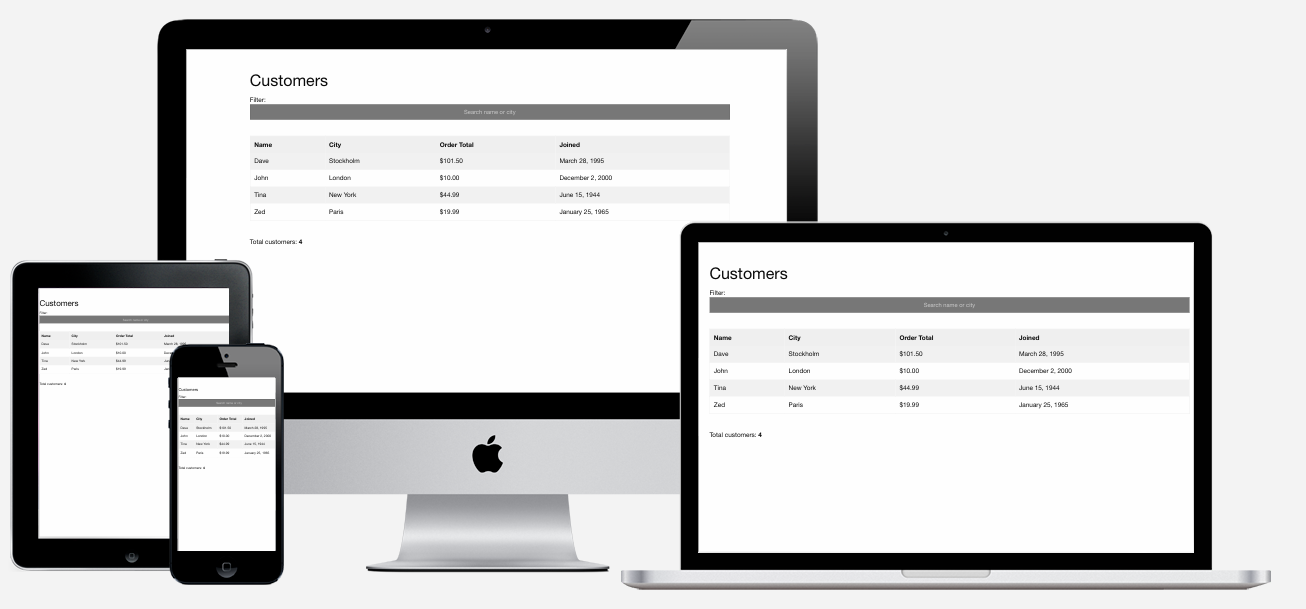 Customers
Filter:
Search name or city
Name City Order Total Joined
Dave Stockholm $101.50 March 28, 1995
John London $10.00 December 2, 2000
Tina New York $44.99 June 15, 1944
Zed Paris $19.99 January 25, 1965
Total customers: 4
Customers
Filter:
Search name or city
Name City Order Total Joined
Dave Stockholm $101.50 March 28, 1995
John London $10.00 December 2, 2000
Tina New York $44.99 June 15, 1944
Zed Paris $19.99 January 25, 1965
Total customers: 4
Customers
Filter:
Search name or city
Name City Order Total Joined
Dave Stockholm $101.50 March 28, 1995
John London $10.00
Tina New York $44.99
Zed Paris $19.99
Total customers: 4
Customers
Filter:
Search name or city
Name City Order Total Joined
Dave Stockholm $101.50 March 28, 1995
John London $10.00 December 2, 2000
Tina New York $44.99 June 15, 1944
Zed Paris $19.99 January 25, 1965
Total customers: 4